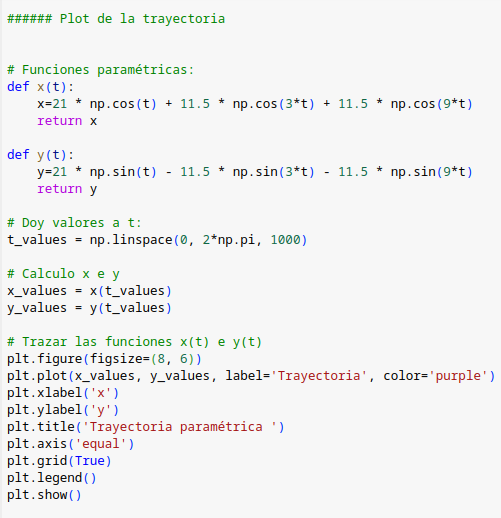 ###### Plot de la trayectoria
# Funciones paramétricas:
def x(t):
    x=21 * np.cos(t) + 11.5 * np.cos(3*t) + 11.5 * np.cos(9*t)
    return x
def y(t):
    y=21 * np.sin(t) - 11.5 * np.sin(3*t) - 11.5 * np.sin(9*t)
    return y
# Doy valores a t:
t_values = np.linspace(0, 2*np.pi, 1000)
# Calculo x e y
x_values = x(t_values)
y_values = y(t_values)
# Trazar las funciones x(t) e y(t)
plt.figure(figsize=(8, 6))
plt.plot(x_values, y_values, label='Trayectoria', color='purple')
plt.xlabel('x')
plt.ylabel('y')
plt.title('Trayectoria paramétrica ')
plt.axis('equal')
plt.grid(True)
plt.legend()
plt.show()